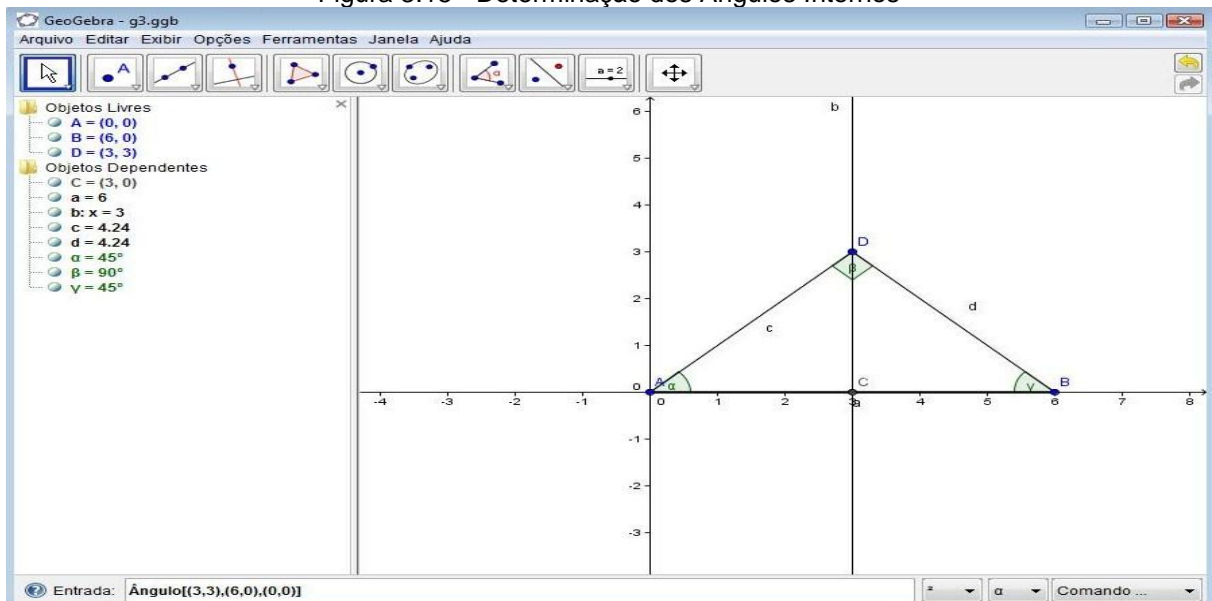 GeoGebra - g3.ggb
Arquivo Editar Exibir Opções Ferramentas Janela Ajuda
A
α
a = 2
Objetos Livres
A = (0, 0)
B = (6, 0)
D = (3, 3)
Objetos Dependentes
C = (3, 0)
a = 6
b: x = 3
c = 4.24
d = 4.24
α = 45°
β = 90°
γ = 45°
6 b
5
4
3 D
β
2
d
c
1
0 A α C γ B
-4 -3 -2 -1 0 1 2 3 a 4 5 6 7 8
-1
-2
-3
Entrada: Ângulo[(3,3),(6,0),(0,0)] ² α Comando ...